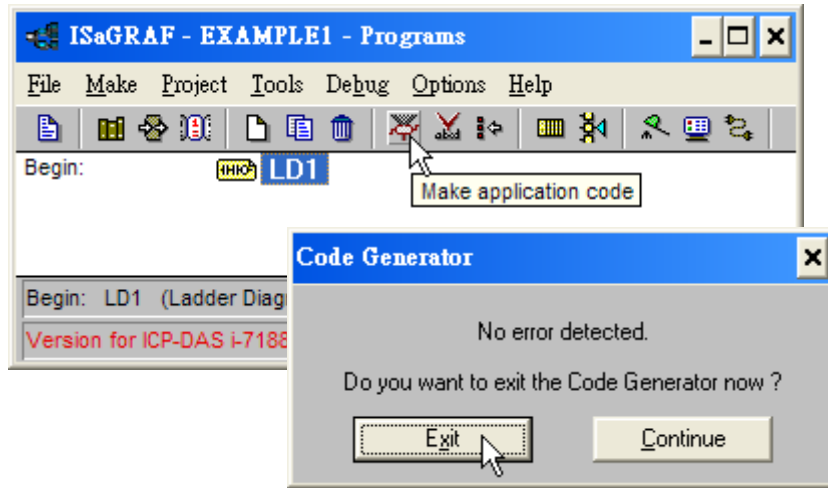 ISaGRAF - EXAMPLE1 - Programs
File Make Project Tools Debug Options Help
Begin: LD1
Make application code
Code Generator
Begin: LD1 (Ladder Diag
Version for ICP-DAS i-7188
No error detected.
Do you want to exit the Code Generator now ?
Exit Continue